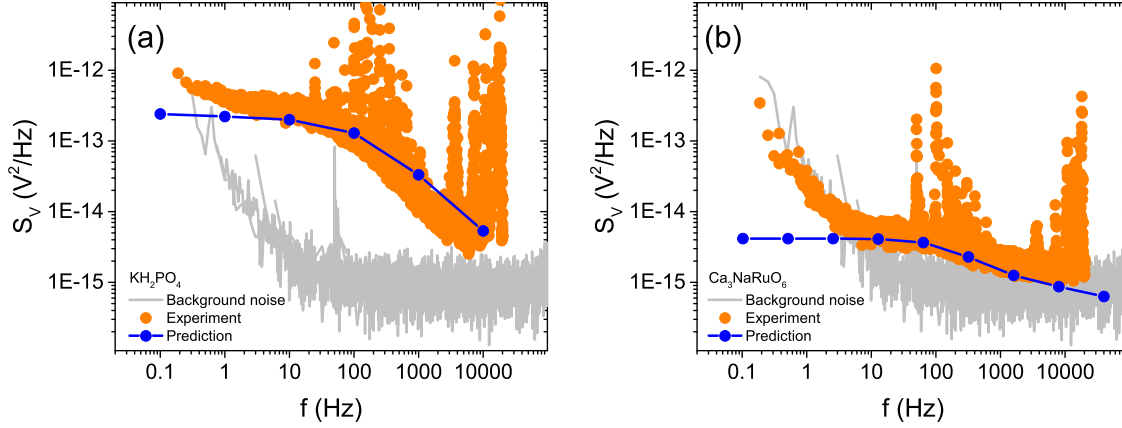 (a)
1E-12
1E-13
1E-14
1E-15
S_V (V²/Hz)
KH₂PO₄
Background noise
Experiment
Prediction
0.1 1 10 100 1000 10000
f (Hz)
(b)
1E-12
1E-13
1E-14
1E-15
S_V (V²/Hz)
Ca₃NaRuO₆
Background noise
Experiment
Prediction
0.1 1 10 100 1000 10000
f (Hz)